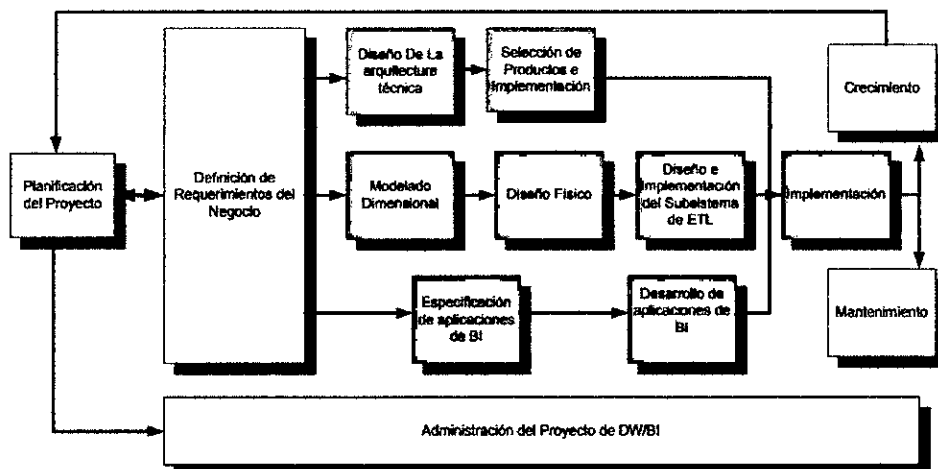 Diseño De La
arquitectura
técnica
Selección de
Productos e
Implementación
Crecimiento
Planificación
del Proyecto
Definición de
Requerimientos del
Negocio
Modelado
Dimensional
Diseño Físico
Diseño e
Implementación
del Subsistema
de ETL
Implementación
Especificación
de aplicaciones
de BI
Desarrollo de
aplicaciones de
BI
Mantenimiento
Administración del Proyecto de DW/BI